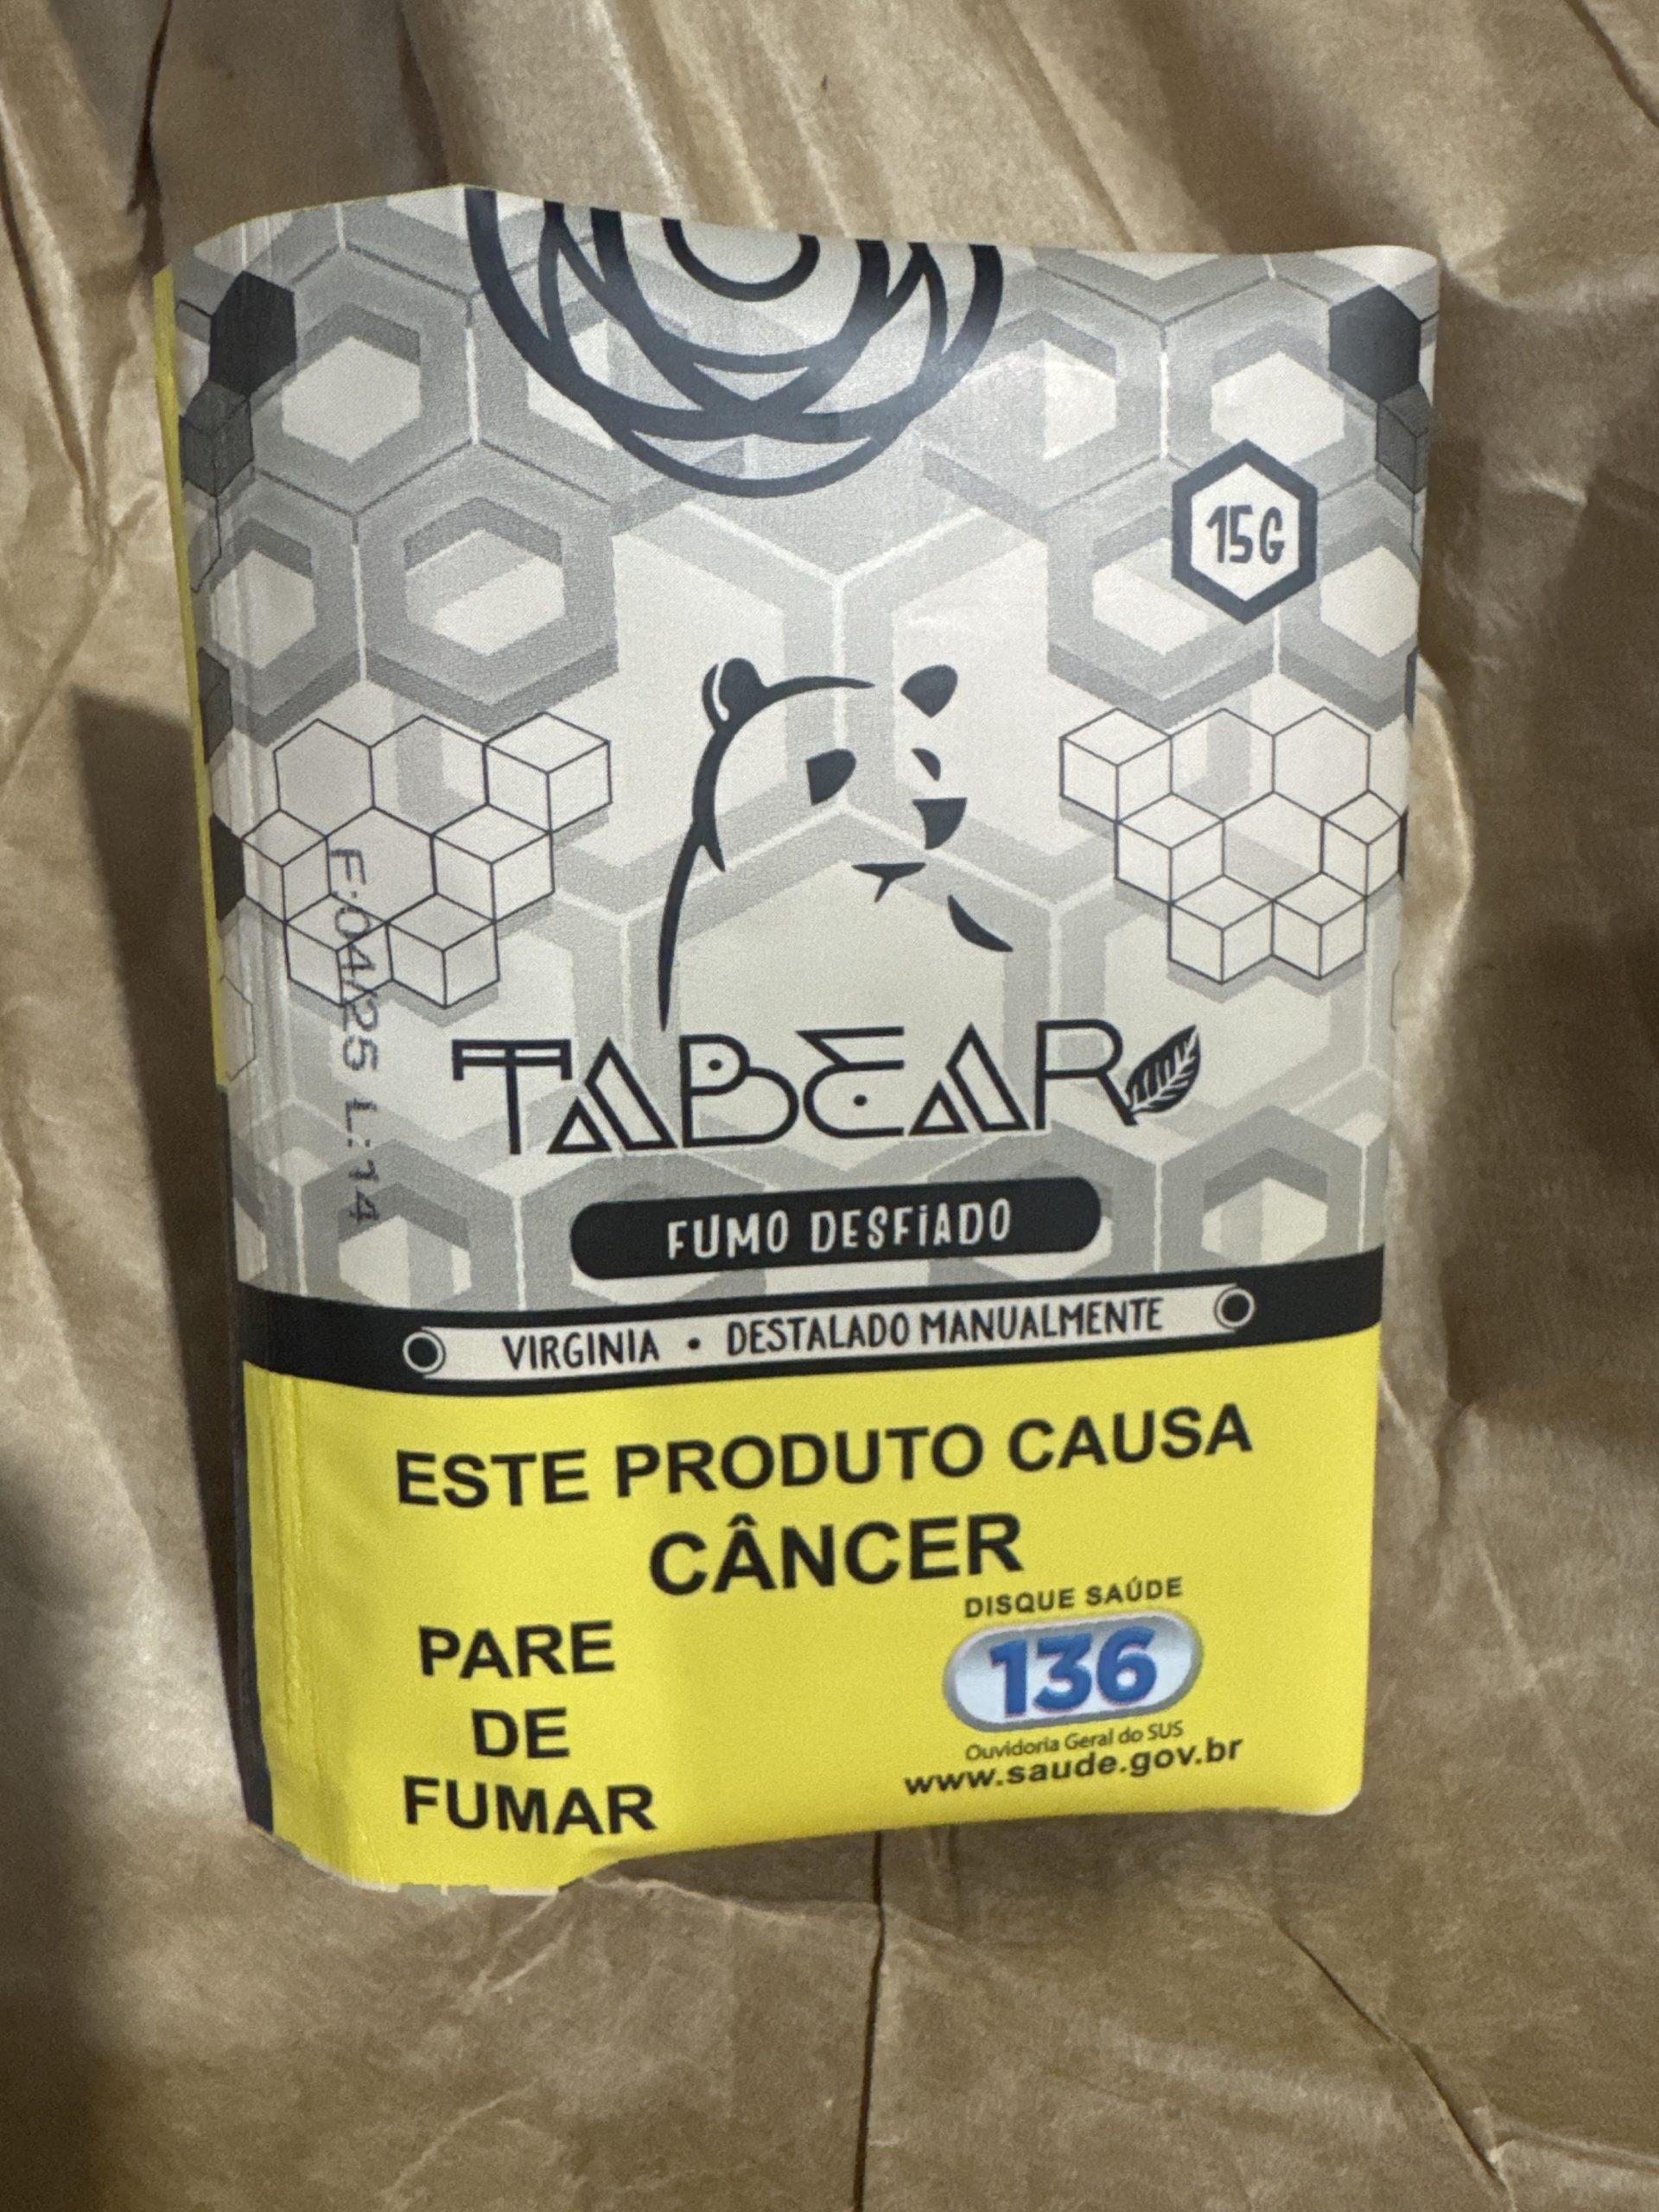 15G
F:04/25 L:14
TABEAR
FUMO DESFIADO
VIRGINIA • DESTALADO MANUALMENTE
ESTE PRODUTO CAUSA
CÂNCER
PARE
DE
FUMAR
DISQUE SAÚDE
136
Ouvidoria Geral do SUS
www.saude.gov.br